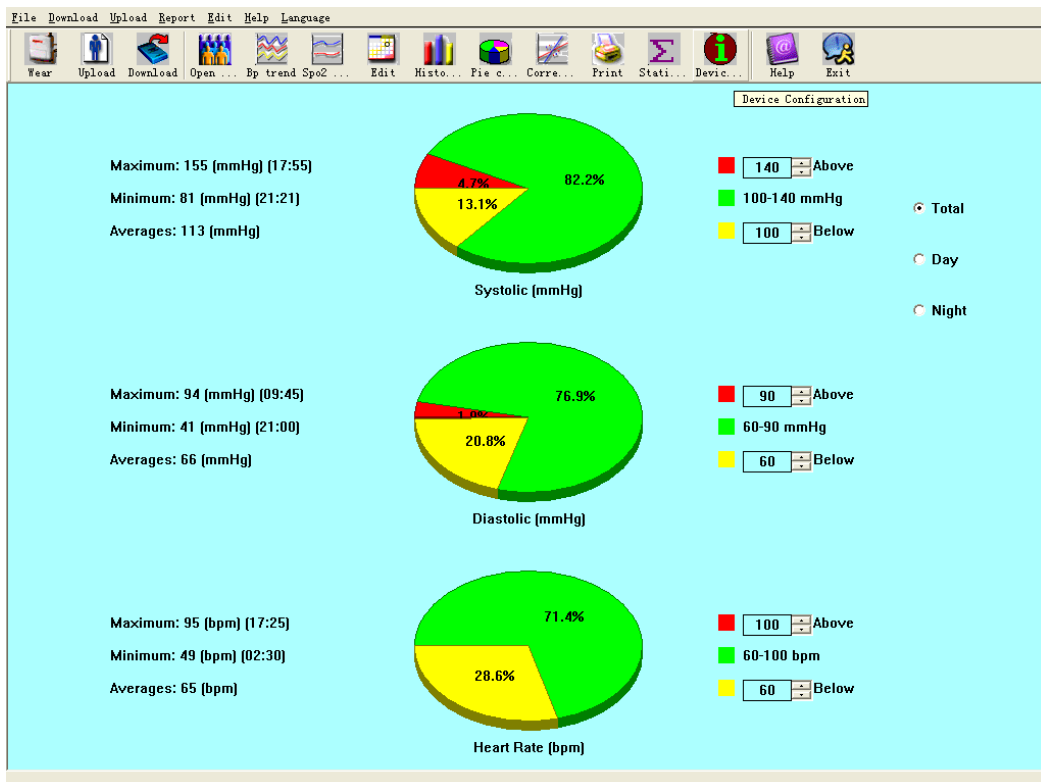 File Download Upload Report Edit Help Language
Wear Upload Download Open ... Bp trend Spo2 ... Edit Histo... Pie c... Corre... Print Stati... Devic... Help Exit
Device Configuration
Maximum: 155 (mmHg) (17:55)
Minimum: 81 (mmHg) (21:21)
Averages: 113 (mmHg)
82.2%
4.7%
13.1%
Systolic (mmHg)
140 Above
100-140 mmHg
100 Below
Total
Day
Night
Maximum: 94 (mmHg) (09:45)
Minimum: 41 (mmHg) (21:00)
Averages: 66 (mmHg)
76.9%
20.8%
Diastolic (mmHg)
90 Above
60-90 mmHg
60 Below
Maximum: 95 (bpm) (17:25)
Minimum: 49 (bpm) (02:30)
Averages: 65 (bpm)
71.4%
28.6%
Heart Rate (bpm)
100 Above
60-100 bpm
60 Below